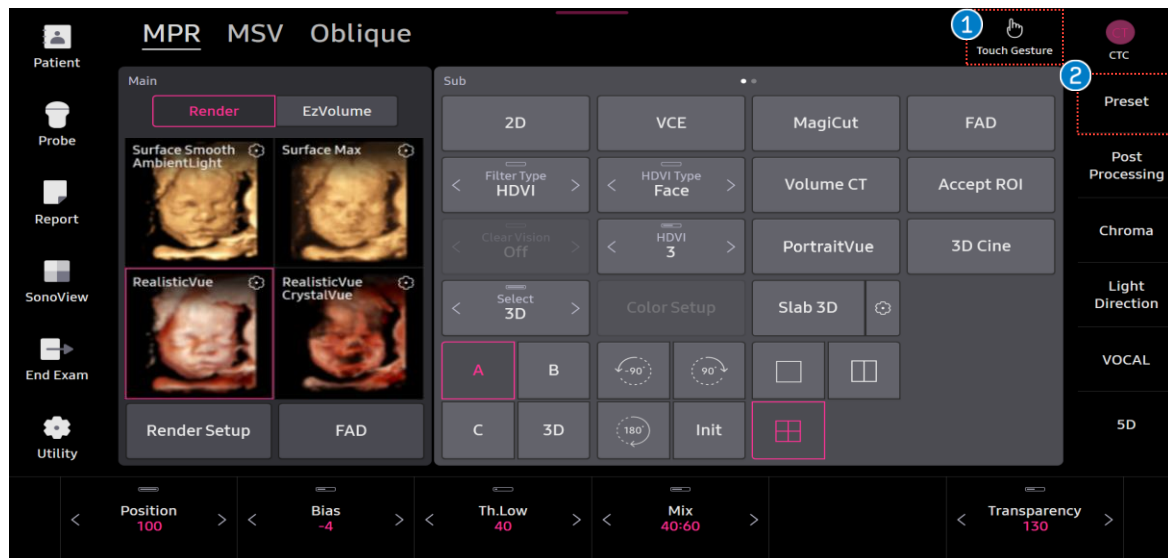 Patient
MPR MSV Oblique
1
Touch Gesture
CT
CTC
2
Preset
Main
Render EzVolume
Surface Smooth
AmbientLight
Surface Max
RealisticVue
RealisticVue
CrystalVue
Render Setup FAD
Sub
2D VCE MagiCut FAD
< Filter Type >
HDVI
< HDVI Type >
Face
Volume CT Accept ROI
< Clear Vision >
Off
< HDVI >
3
PortraitVue 3D Cine
< Select >
3D
Color Setup Slab 3D
A B -90˚ 90˚
C 3D 180˚ Init
Probe
Report
SonoView
End Exam
Utility
Post
Processing
Chroma
Light
Direction
VOCAL
5D
< Position >
100
< Bias >
-4
< Th.Low >
40
< Mix >
40:60
< Transparency >
130